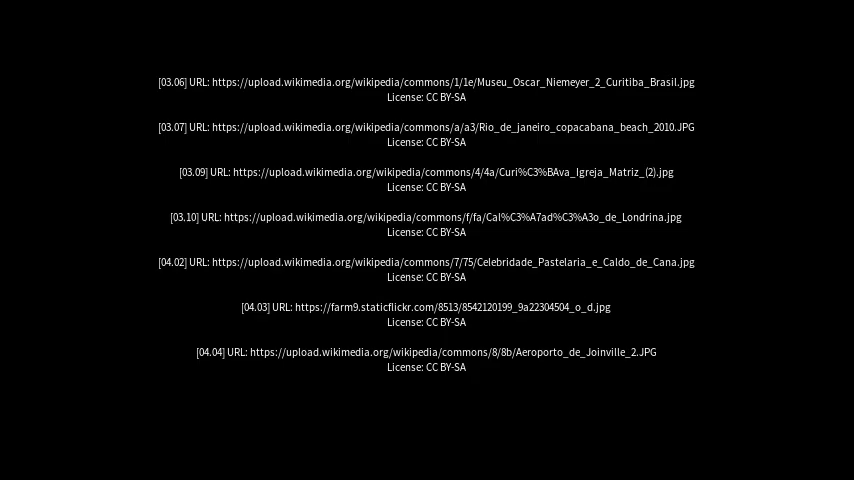 [03.06] URL: https://upload.wikimedia.org/wikipedia/commons/1/1e/Museu_Oscar_Niemeyer_2_Curitiba_Brasil.jpg
License: CC BY-SA
[03.07] URL: https://upload.wikimedia.org/wikipedia/commons/a/a3/Rio_de_janeiro_copacabana_beach_2010.JPG
License: CC BY-SA
[03.09] URL: https://upload.wikimedia.org/wikipedia/commons/4/4a/Curi%C3%BAva_Igreja_Matriz_(2).jpg
License: CC BY-SA
[03.10] URL: https://upload.wikimedia.org/wikipedia/commons/f/fa/Cal%C3%A7ad%C3%A3o_de_Londrina.jpg
License: CC BY-SA
[04.02] URL: https://upload.wikimedia.org/wikipedia/commons/7/75/Celebridade_Pastelaria_e_Caldo_de_Cana.jpg
License: CC BY-SA
[04.03] URL: https://farm9.staticflickr.com/8513/8542120199_9a22304504_o_d.jpg
License: CC BY-SA
[04.04] URL: https://upload.wikimedia.org/wikipedia/commons/8/8b/Aeroporto_de_Joinville_2.JPG
License: CC BY-SA